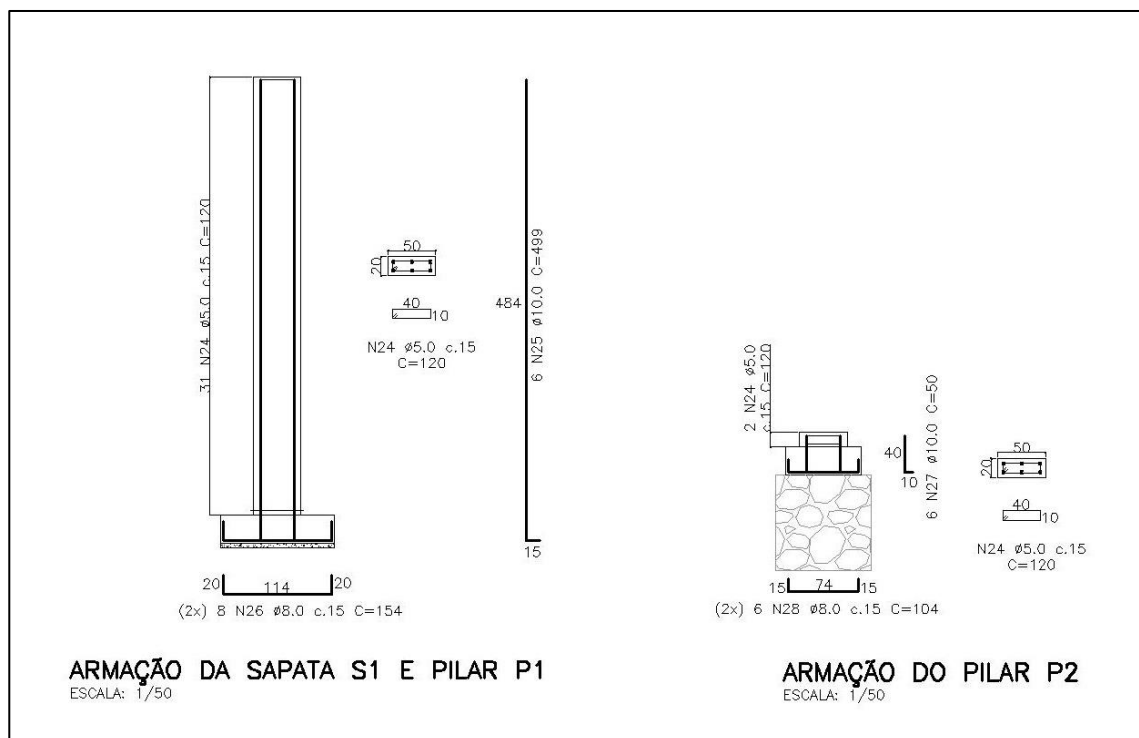 31 N24 ø5.0 c.15 C=120
50
20
40
10
N24 ø5.0 c.15
C=120
484
6 N25 ø10.0 C=499
15
20
114
20
(2x) 8 N26 ø8.0 c.15 C=154
ARMAÇÃO DA SAPATA S1 E PILAR P1
ESCALA: 1/50
2 N24 ø5.0
c.15 C=120
40
10
6 N27 ø10.0 C=50
50
20
40
10
N24 ø5.0 c.15
C=120
15
74
15
(2x) 6 N28 ø8.0 c.15 C=104
ARMAÇÃO DO PILAR P2
ESCALA: 1/50